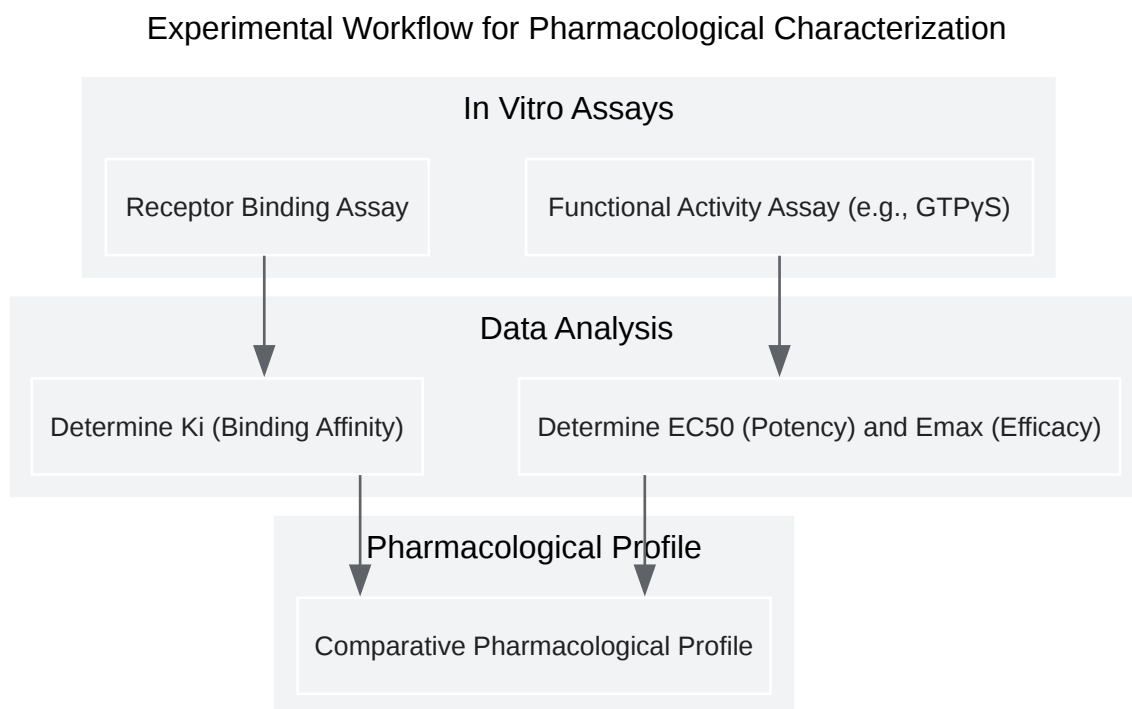 Experimental Workflow for Pharmacological Characterization
In Vitro Assays
Receptor Binding Assay
Functional Activity Assay (e.g., GTPγS)
Data Analysis
Determine Ki (Binding Affinity)
Determine EC50 (Potency) and Emax (Efficacy)
Pharmacological Profile
Comparative Pharmacological Profile